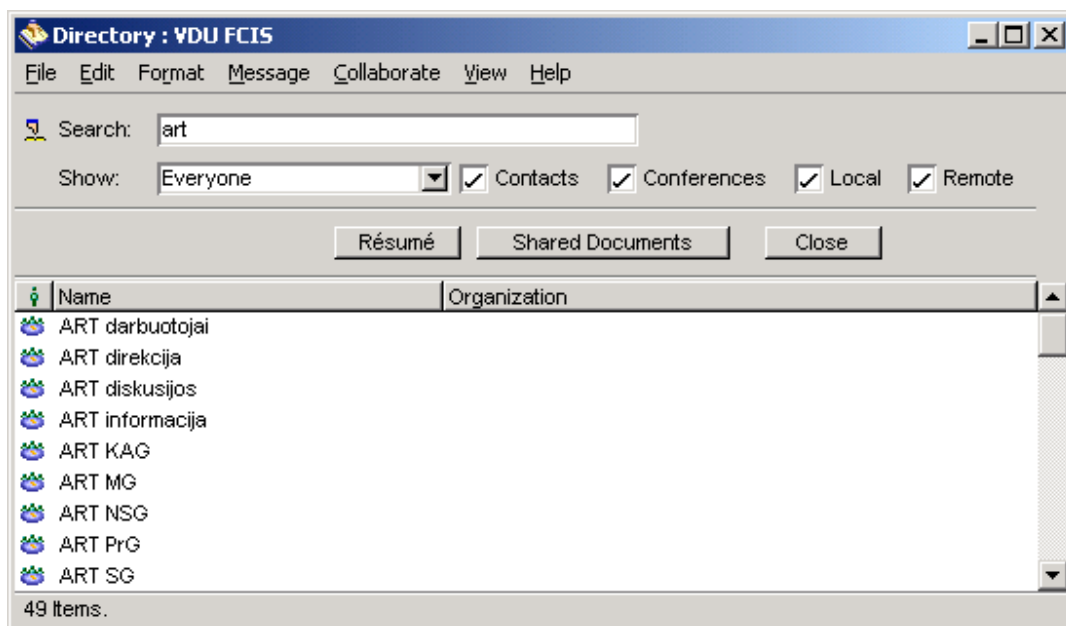 Directory : VDU FCIS
File Edit Format Message Collaborate View Help
Search: art
Show: Everyone Contacts Conferences Local Remote
Résumé Shared Documents Close
Name Organization
ART darbuotojai
ART direkcija
ART diskusijos
ART informacija
ART KAG
ART MG
ART NSG
ART PrG
ART SG
49 Items.